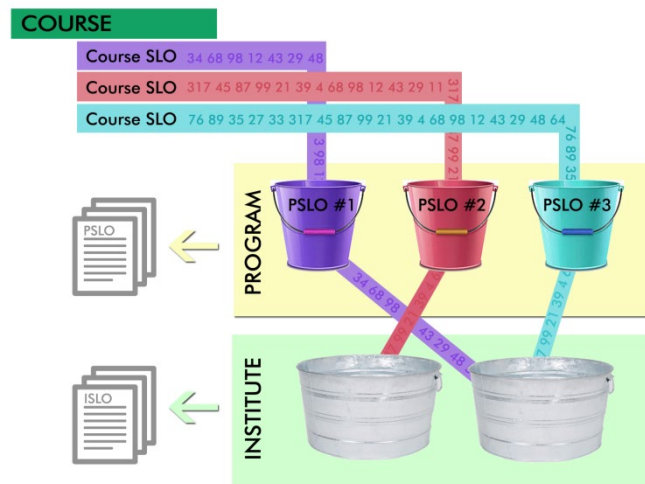 COURSE
Course SLO 34 68 98 12 43 29 48
Course SLO 317 45 87 99 21 39 4 68 98 12 43 29 11
317
Course SLO 76 89 35 27 33 317 45 87 99 21 39 4 68 98 12 43 29 48 64
76 89 35
PROGRAM
PSLO #1
PSLO #2
PSLO #3
PSLO
34 68 98
43 29 48
INSTITUTE
ISLO